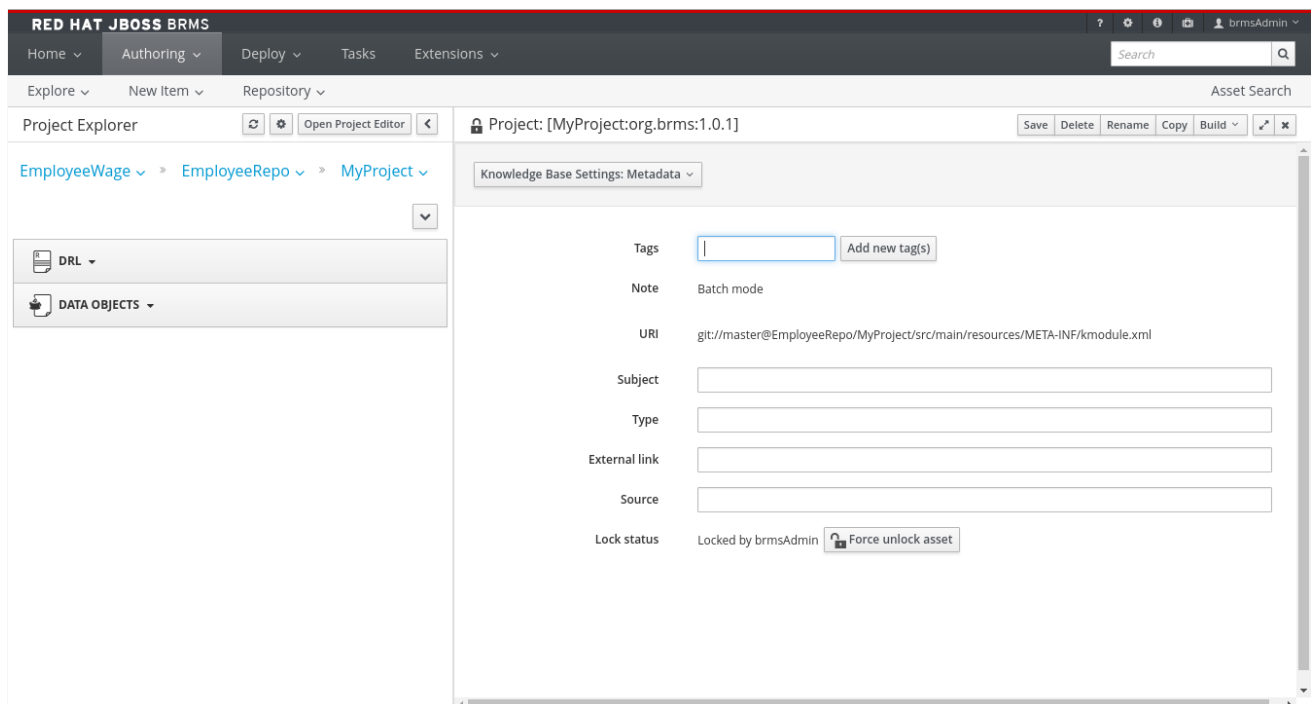 RED HAT JBOSS BRMS
? brmsAdmin
Home Authoring Deploy Tasks Extensions Search
Explore New Item Repository Asset Search
Project Explorer Open Project Editor Project: [MyProject:org.brms:1.0.1] Save Delete Rename Copy Build
EmployeeWage » EmployeeRepo » MyProject
Knowledge Base Settings: Metadata
DRL
DATA OBJECTS
Tags Add new tag(s)
Note Batch mode
URI git://master@EmployeeRepo/MyProject/src/main/resources/META-INF/kmodule.xml
Subject
Type
External link
Source
Lock status Locked by brmsAdmin Force unlock asset